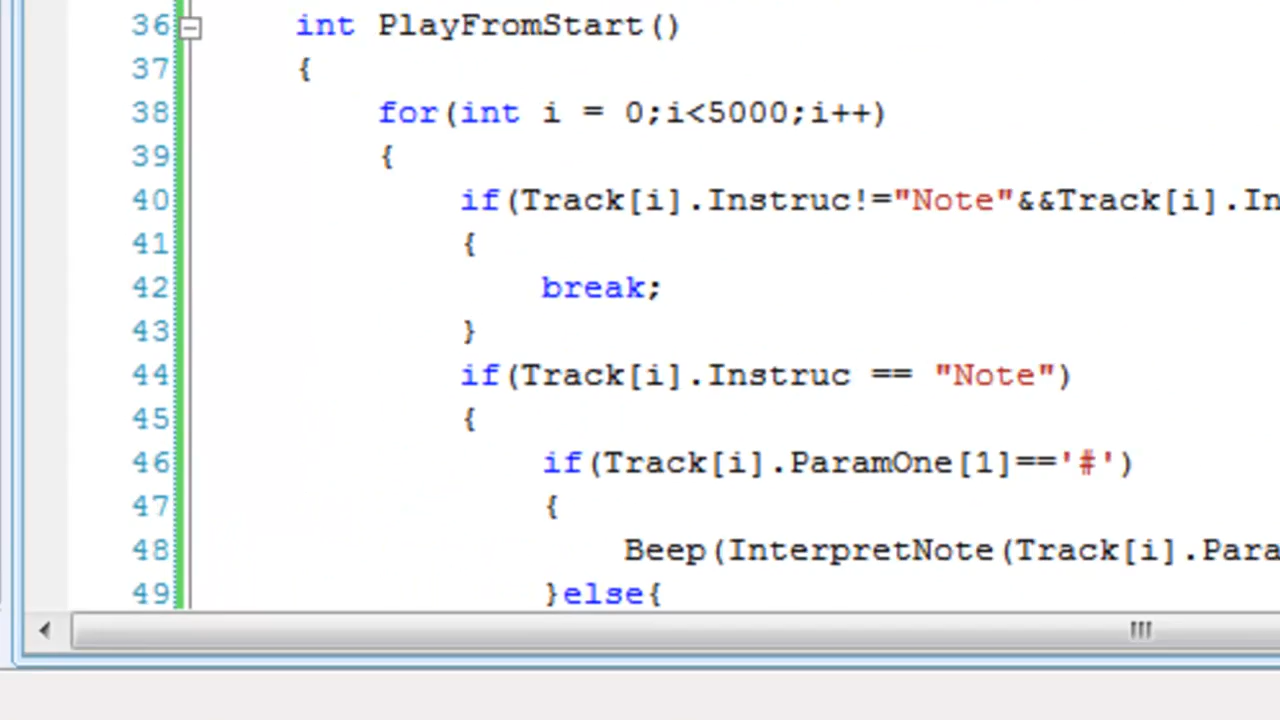 36 int PlayFromStart()
37 {
38 for(int i = 0;i<5000;i++)
39 {
40 if(Track[i].Instruc!="Note"&&Track[i].In
41 {
42 break;
43 }
44 if(Track[i].Instruc == "Note")
45 {
46 if(Track[i].ParamOne[1]=='#')
47 {
48 Beep(InterpretNote(Track[i].Para
49 }else{